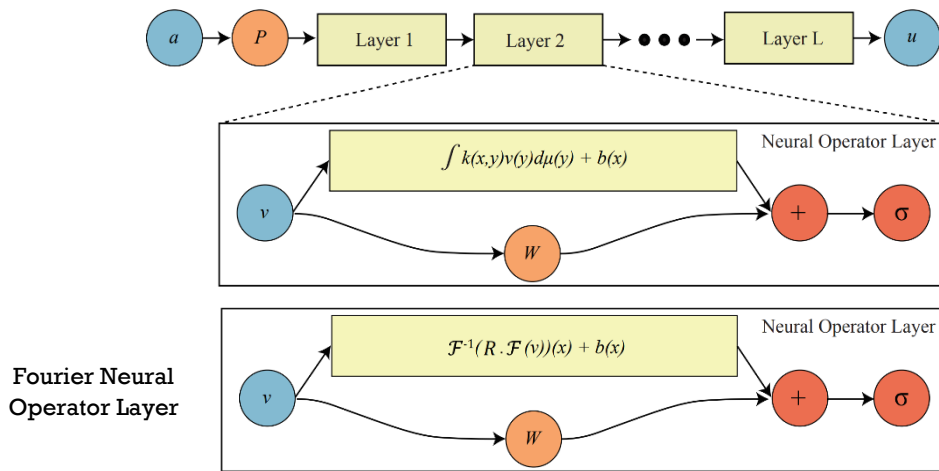 a P Layer 1 Layer 2 Layer L u
Neural Operator Layer
∫ k(x,y)v(y)dμ(y) + b(x)
v + σ
W
Neural Operator Layer
ℱ⁻¹(R . ℱ(v))(x) + b(x)
Fourier Neural
Operator Layer
v + σ
W